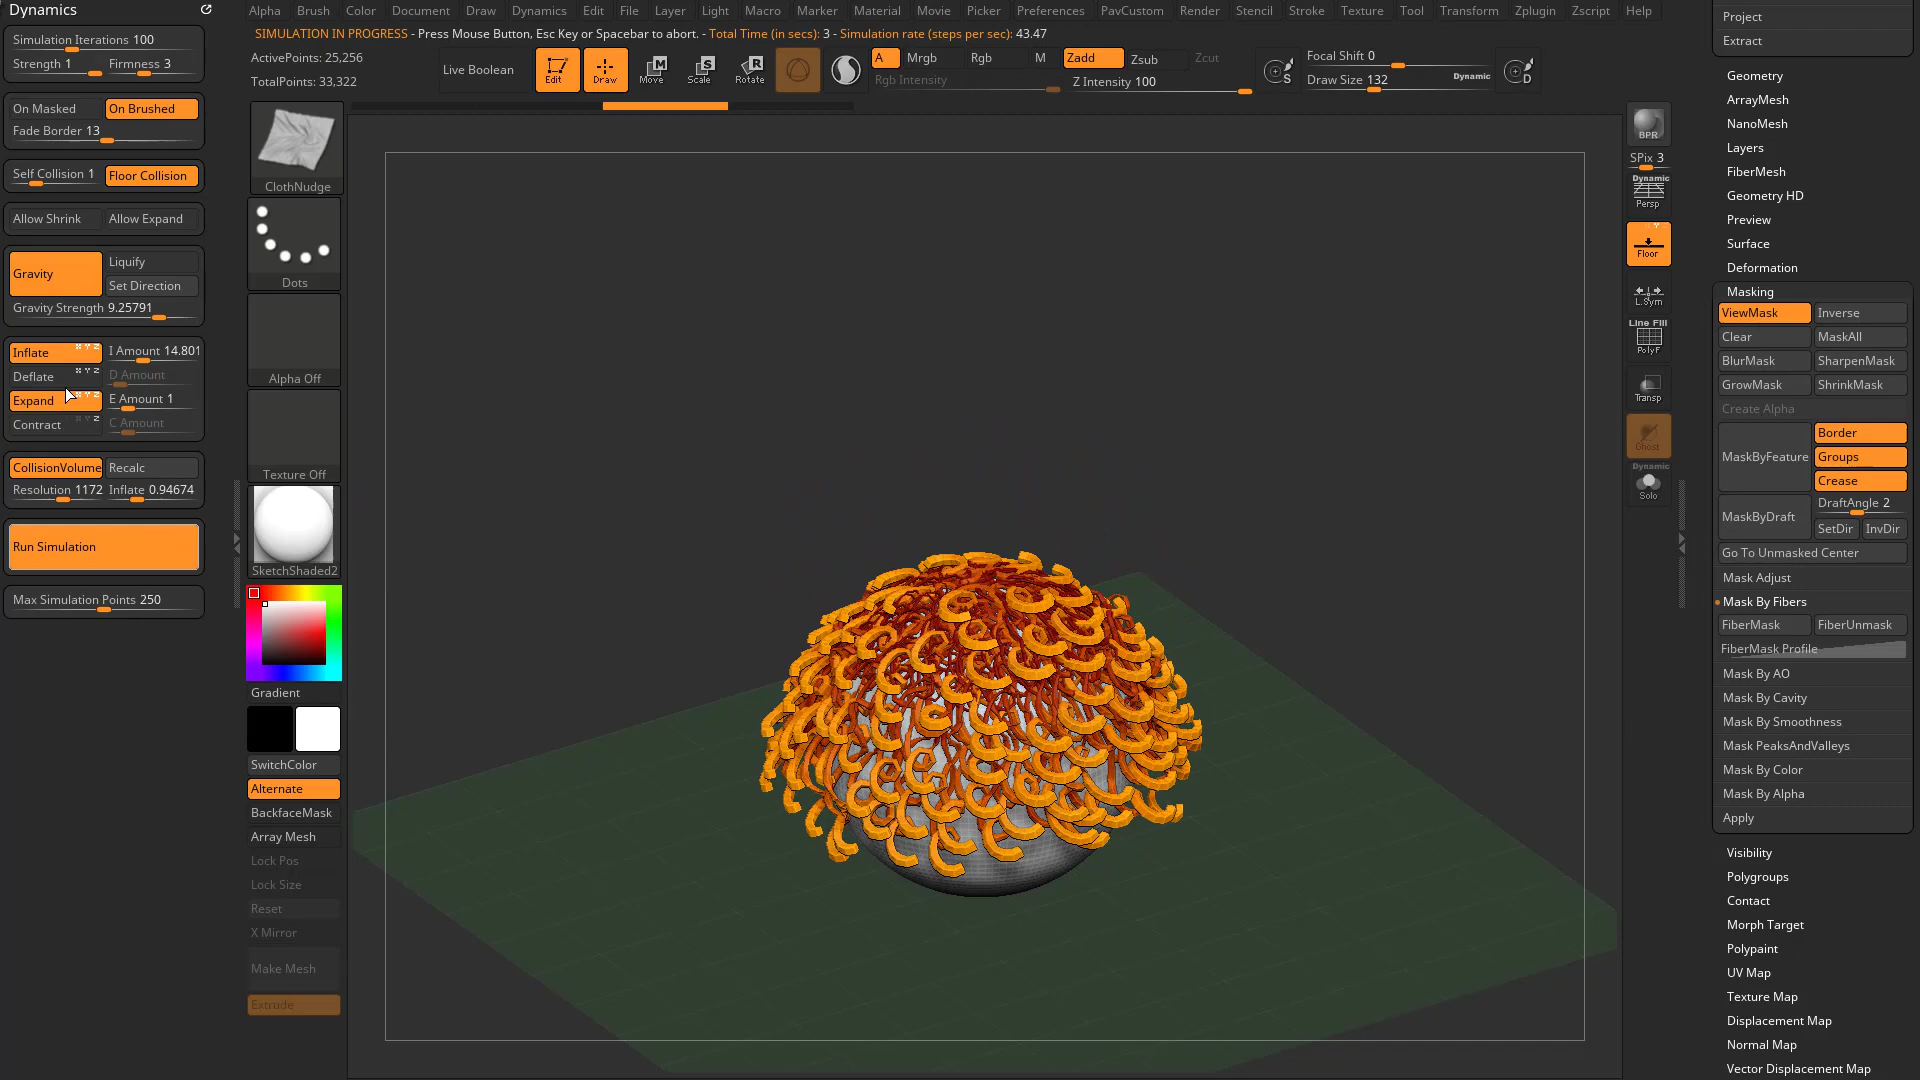 Dynamics
Alpha Brush Color Document Draw Dynamics Edit File Layer Light Macro Marker Material Movie Picker Preferences PavCustom Render Stencil Stroke Texture Tool Transform Zplugin Zscript Help
SIMULATION IN PROGRESS - Press Mouse Button, Esc Key or Spacebar to abort. - Total Time (in secs): 3 - Simulation rate (steps per sec): 43.47
Simulation Iterations 100
Strength 1 Firmness 3
On Masked On Brushed
Fade Border 13
Self Collision 1 Floor Collision
Allow Shrink Allow Expand
Gravity Liquify
Set Direction
Gravity Strength 9.25791
Inflate X Y Z I Amount 14.801
Deflate X Y Z D Amount
Expand X Y Z E Amount 1
Contract X Y Z C Amount
CollisionVolume Recalc
Resolution 1172 Inflate 0.94674
Run Simulation
Max Simulation Points 250
ActivePoints: 25,256
TotalPoints: 33,322
Live Boolean
Edit Draw Move Scale Rotate
M S R
A Mrgb Rgb M Zadd Zsub Zcut
Rgb Intensity Z Intensity 100
S
Focal Shift 0
Draw Size 132 Dynamic
D
ClothNudge
Dots
Alpha Off
Texture Off
SketchShaded2
Gradient
SwitchColor
Alternate
BackfaceMask
Array Mesh
Lock Pos
Lock Size
Reset
X Mirror
Make Mesh
Extrude
BPR
SPix 3
Dynamic
Persp
Floor
L.Sym
Line Fill
PolyF
Transp
Ghost
Dynamic
Solo
Project
Extract
Geometry
ArrayMesh
NanoMesh
Layers
FiberMesh
Geometry HD
Preview
Surface
Deformation
Masking
ViewMask Inverse
Clear MaskAll
BlurMask SharpenMask
GrowMask ShrinkMask
Create Alpha
MaskByFeature Border
Groups
Crease
MaskByDraft DraftAngle 2
SetDir InvDir
Go To Unmasked Center
Mask Adjust
Mask By Fibers
FiberMask FiberUnmask
FiberMask Profile
Mask By AO
Mask By Cavity
Mask By Smoothness
Mask PeaksAndValleys
Mask By Color
Mask By Alpha
Apply
Visibility
Polygroups
Contact
Morph Target
Polypaint
UV Map
Texture Map
Displacement Map
Normal Map
Vector Displacement Map